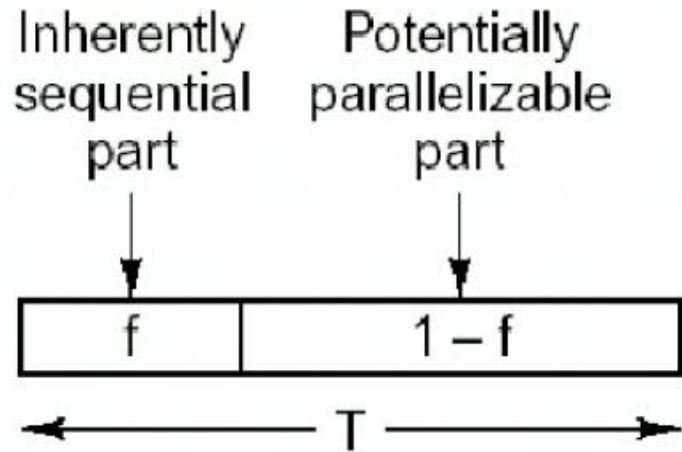 Inherently
sequential
part
Potentially
parallelizable
part
f
1 – f
T